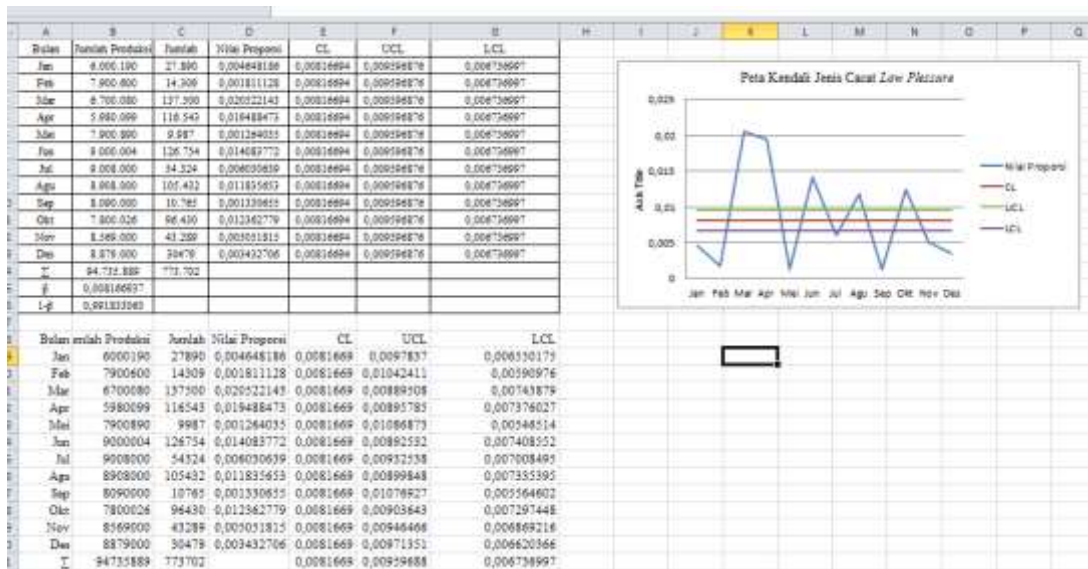 A B C D E F G H I J K L M N O P Q
Bulan Jumlah Produksi Jumlah Nilai Proporsi CL UCL LCL
Jan 6.000.190 27.890 0,004648186 0,00816694 0,009596876 0,006736997
Feb 7.900.600 14.309 0,001811128 0,00816694 0,009596876 0,006736997
Mar 6.700.080 137.500 0,020522143 0,00816694 0,009596876 0,006736997
Apr 5.980.099 116.543 0,019488473 0,00816694 0,009596876 0,006736997
Mei 7.900.890 9.987 0,001264035 0,00816694 0,009596876 0,006736997
Jun 9.000.004 126.754 0,014083772 0,00816694 0,009596876 0,006736997
Jul 9.008.000 54.324 0,006030639 0,00816694 0,009596876 0,006736997
Agu 8.908.000 105.432 0,011835653 0,00816694 0,009596876 0,006736997
Sep 8.090.000 10.765 0,001330655 0,00816694 0,009596876 0,006736997
Okt 7.800.026 96.430 0,012362779 0,00816694 0,009596876 0,006736997
Nov 8.569.000 43.289 0,005051815 0,00816694 0,009596876 0,006736997
Des 8.879.000 30479 0,003432706 0,00816694 0,009596876 0,006736997
Σ 94.735.889 773.702
p̄ 0,008166937
1-p̄ 0,991833063
Peta Kendali Jenis Cacat Low Plessure
0,025
0,02
0,015
0,01
0,005
0
Axis Title
Jan Feb Mar Apr Mei Jun Jul Agu Sep Okt Nov Des
Nilai Proporsi
CL
UCL
LCL
Bulan mlah Produksi Jumlah Nilai Proporsi CL UCL LCL
Jan 6000190 27890 0,004648186 0,0081669 0,0097837 0,006550175
Feb 7900600 14309 0,001811128 0,0081669 0,01042411 0,00590976
Mar 6700080 137500 0,020522143 0,0081669 0,00889508 0,00743879
Apr 5980099 116543 0,019488473 0,0081669 0,00895785 0,007376027
Mei 7900890 9987 0,001264035 0,0081669 0,01086873 0,00546514
Jun 9000004 126754 0,014083772 0,0081669 0,00892532 0,007408552
Jul 9008000 54324 0,006030639 0,0081669 0,00932538 0,007008495
Agu 8908000 105432 0,011835653 0,0081669 0,00899848 0,007335395
Sep 8090000 10765 0,001330655 0,0081669 0,01076927 0,005564602
Okt 7800026 96430 0,012362779 0,0081669 0,00903643 0,007297448
Nov 8569000 43289 0,005051815 0,0081669 0,00946466 0,006869216
Des 8879000 30479 0,003432706 0,0081669 0,00971351 0,006620366
Σ 94735889 773702 0,0081669 0,00959688 0,006736997